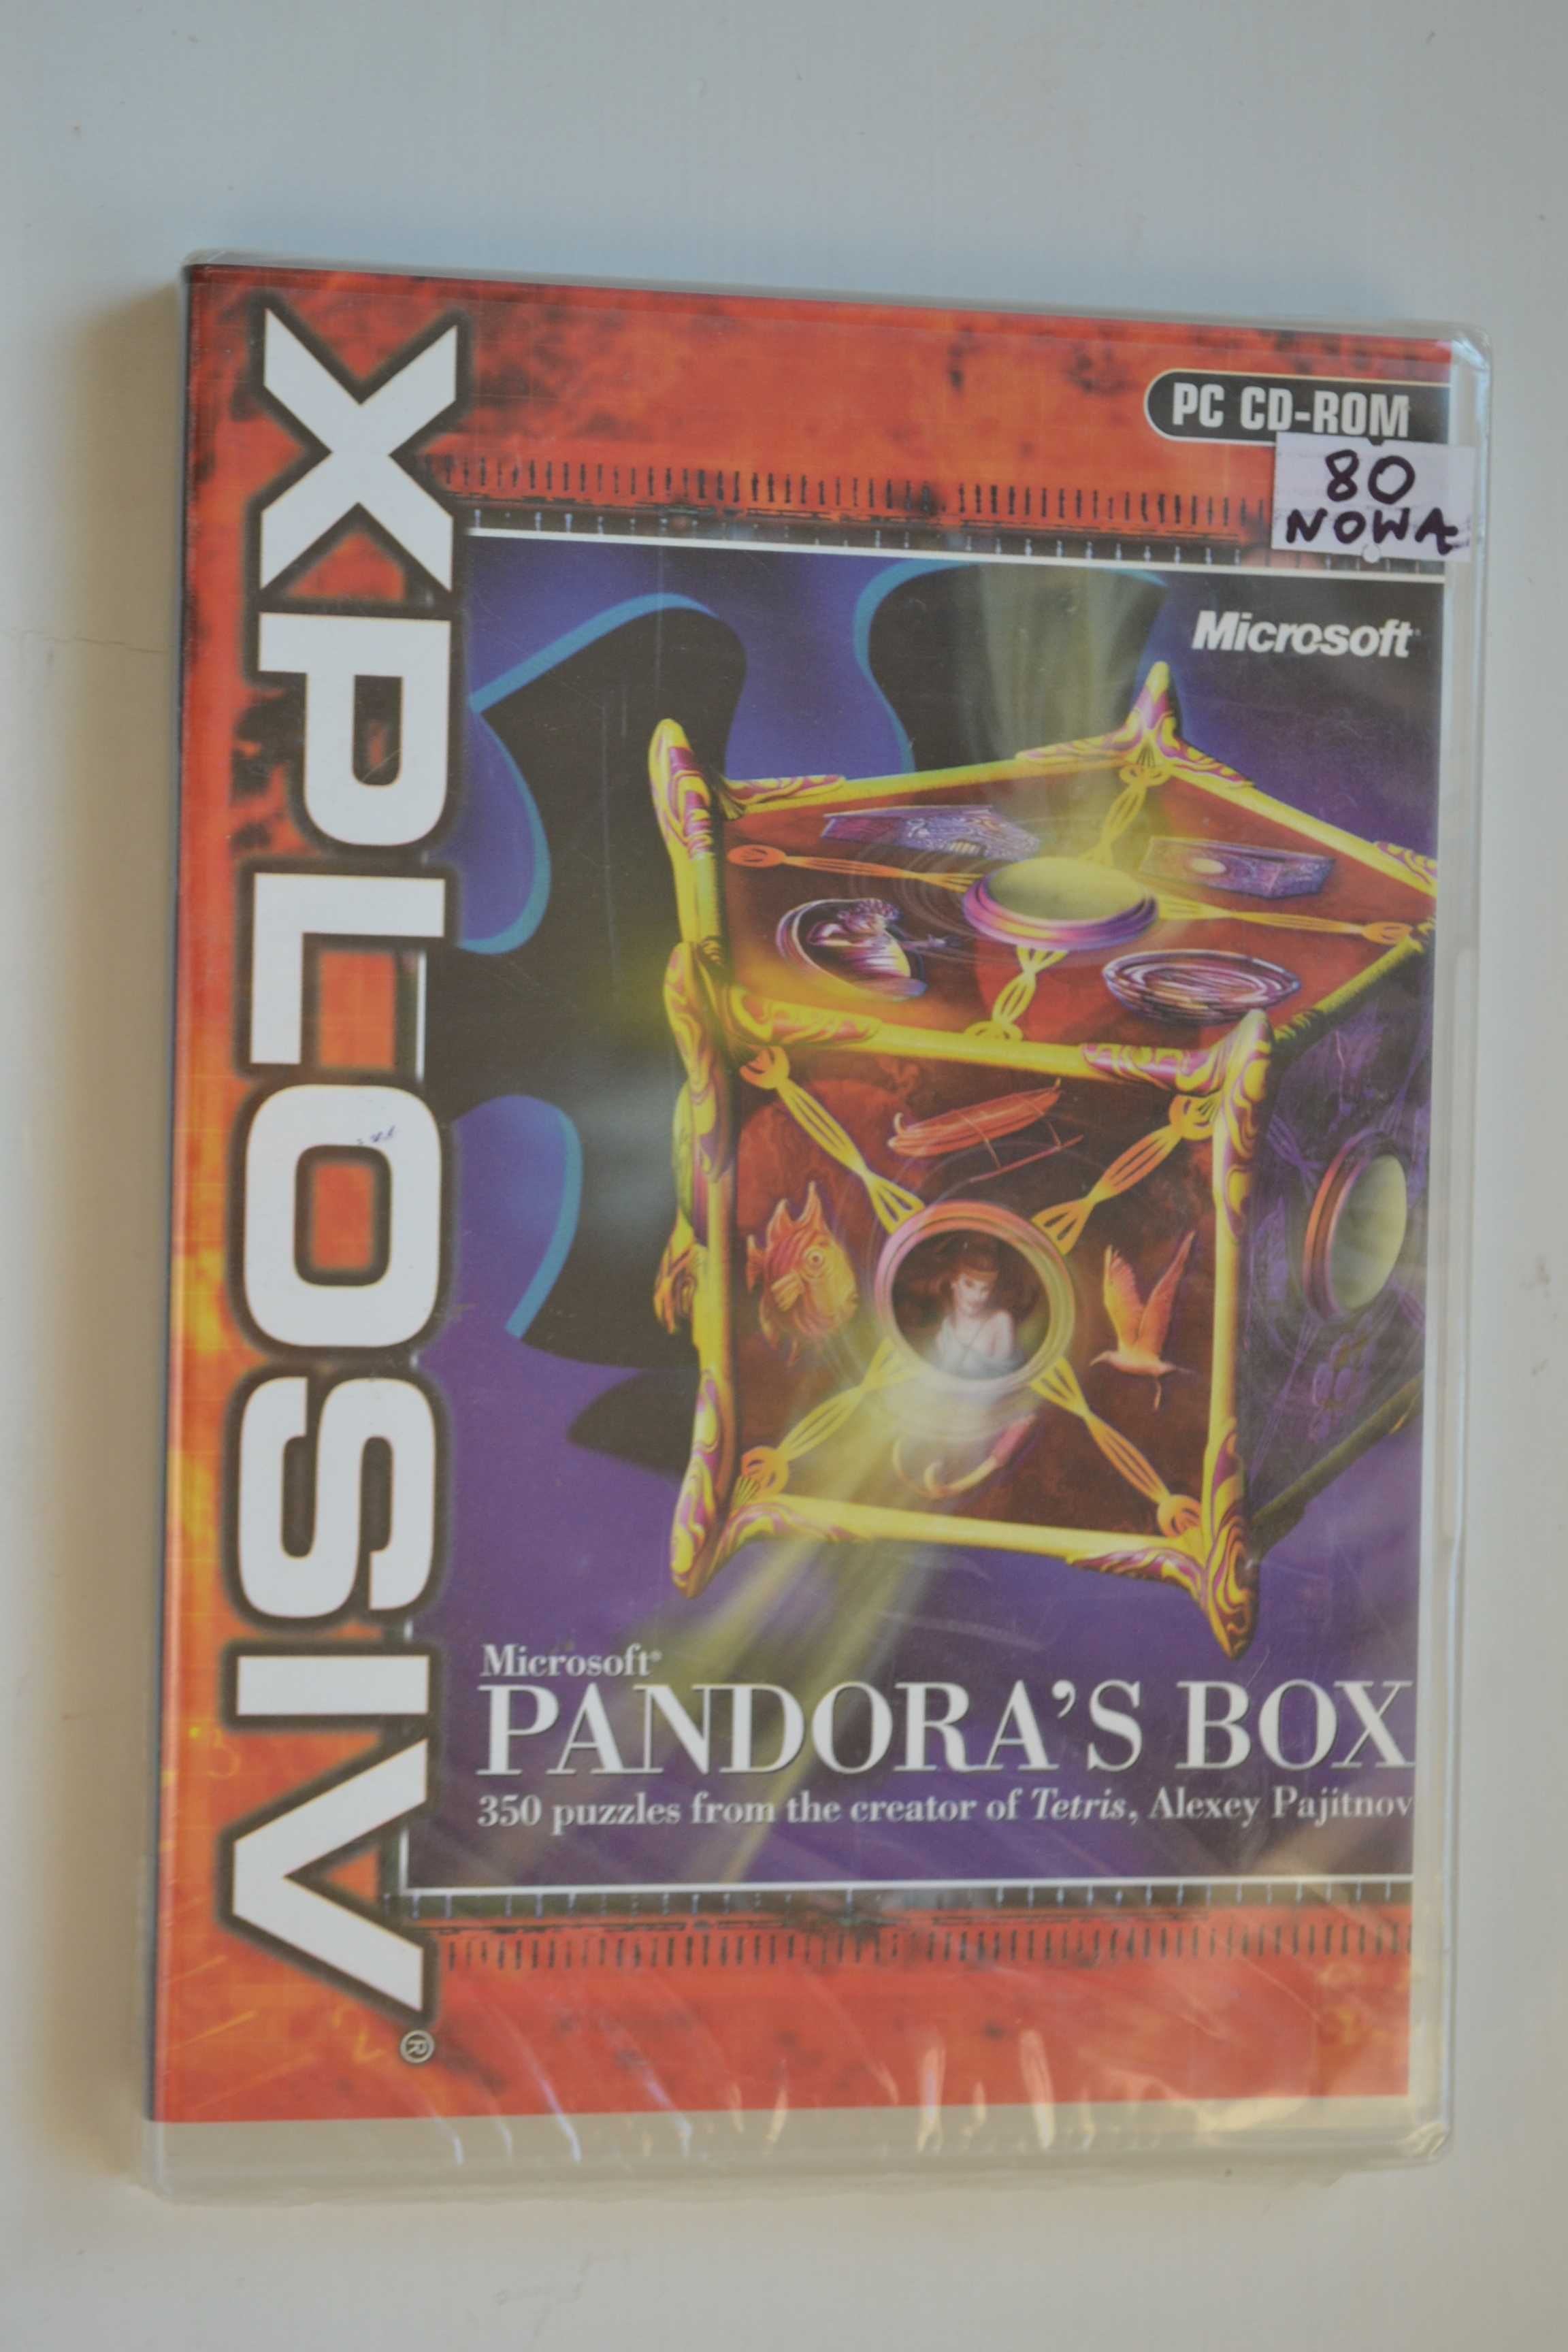 XPLOSIV®
PC CD-ROM
80
NOWA
Microsoft
Microsoft®
PANDORA'S BOX
350 puzzles from the creator of Tetris, Alexey Pajitnov